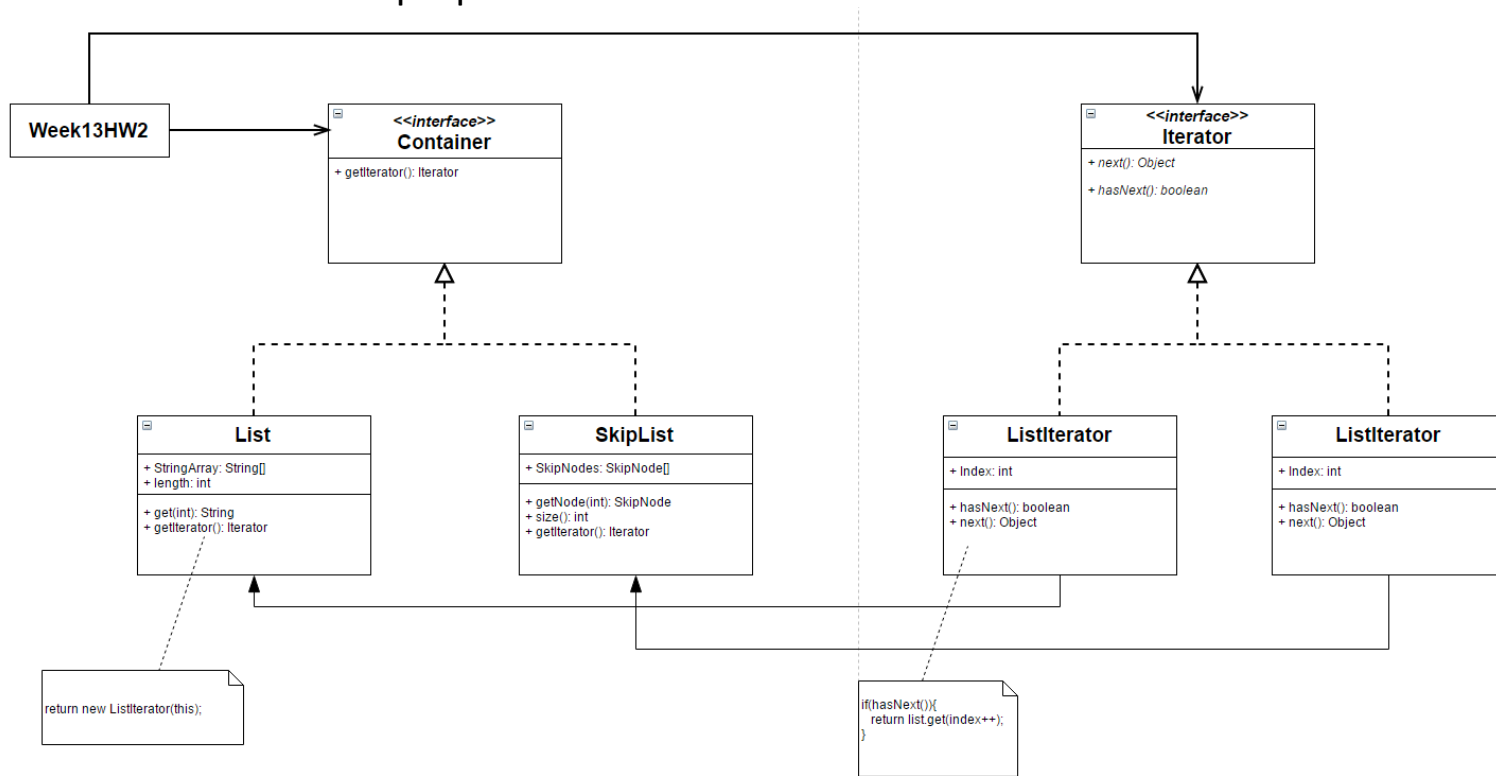 Week13HW2
<<interface>>
Container
+ getIterator(): Iterator
<<interface>>
Iterator
+ next(): Object
+ hasNext(): boolean
List
+ StringArray: String[]
+ length: int
+ get(int): String
+ getIterator(): Iterator
SkipList
+ SkipNodes: SkipNode[]
+ getNode(int): SkipNode
+ size(): int
+ getIterator(): Iterator
ListIterator
+ Index: int
+ hasNext(): boolean
+ next(): Object
ListIterator
+ Index: int
+ hasNext(): boolean
+ next(): Object
return new ListIterator(this);
if(hasNext()){
return list.get(index++);
}